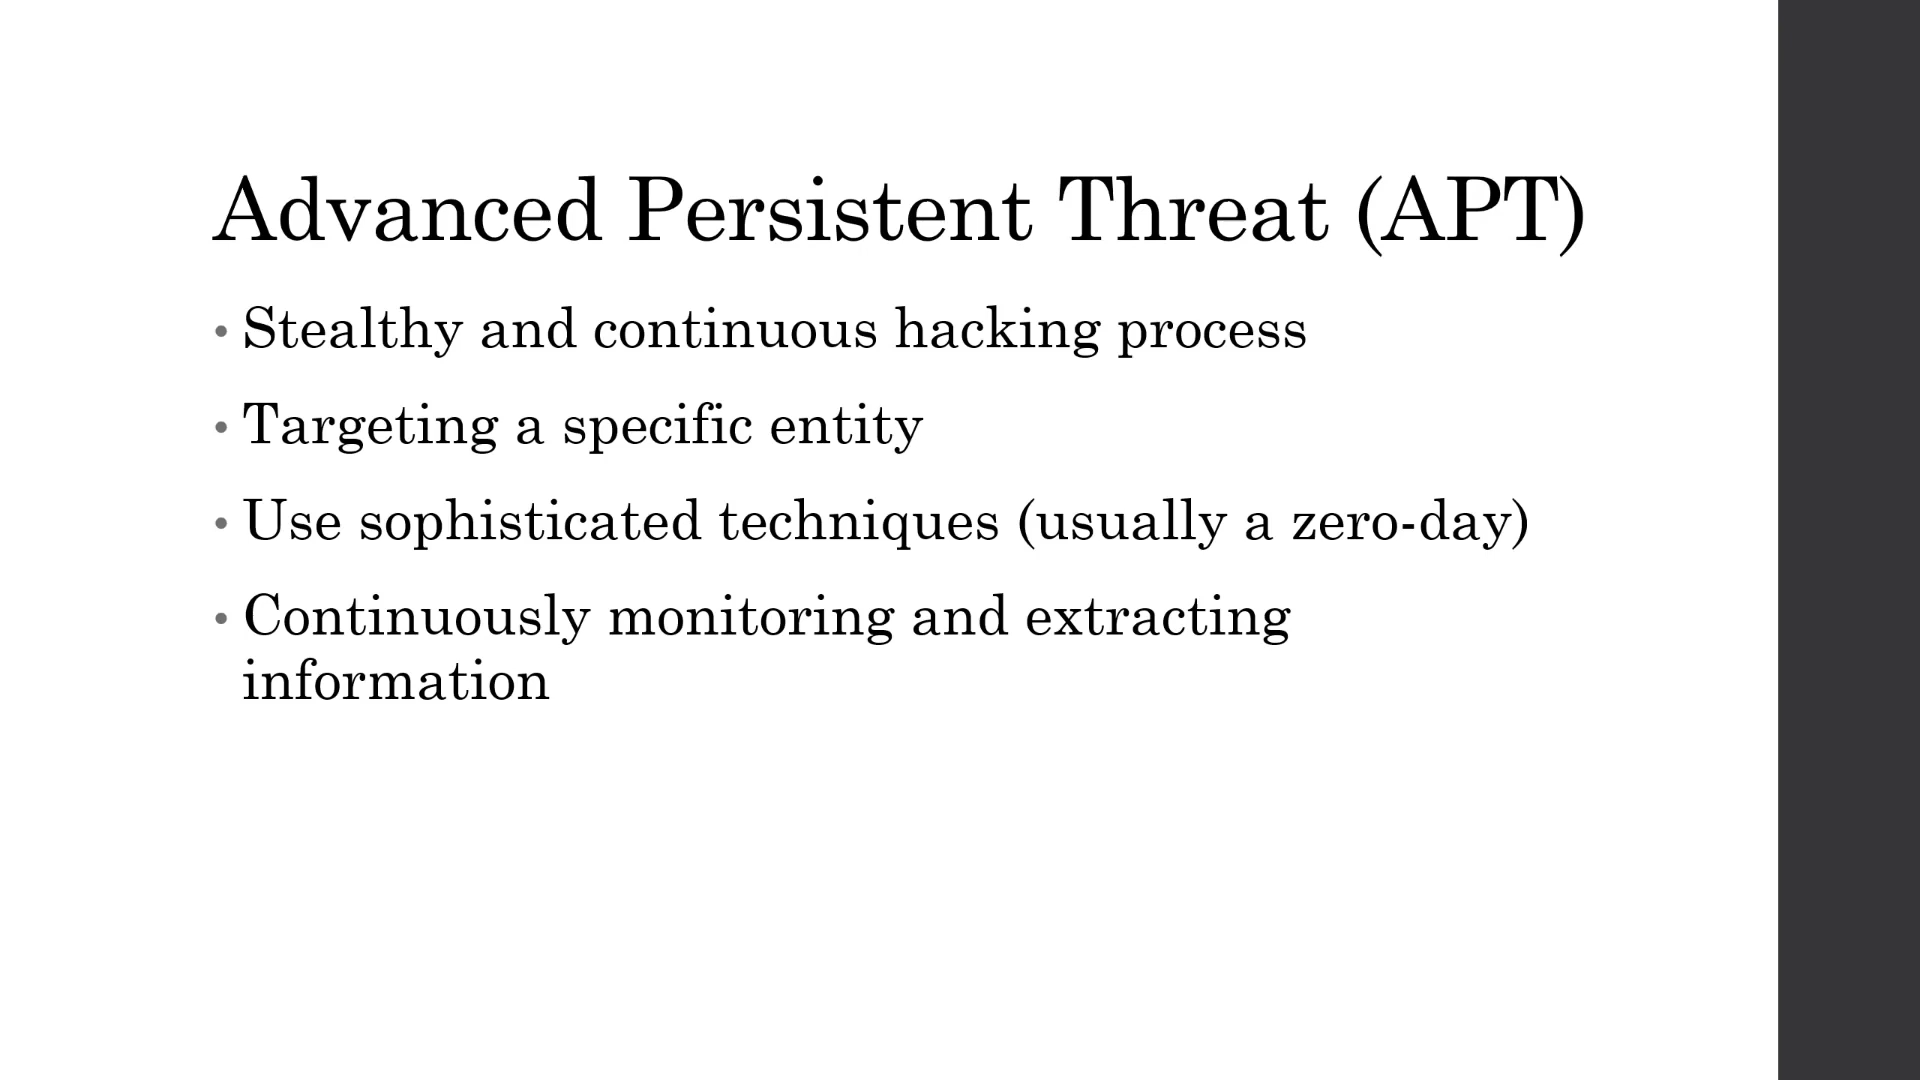 Advanced Persistent Threat (APT)
• Stealthy and continuous hacking process
• Targeting a specific entity
• Use sophisticated techniques (usually a zero-day)
• Continuously monitoring and extracting
information